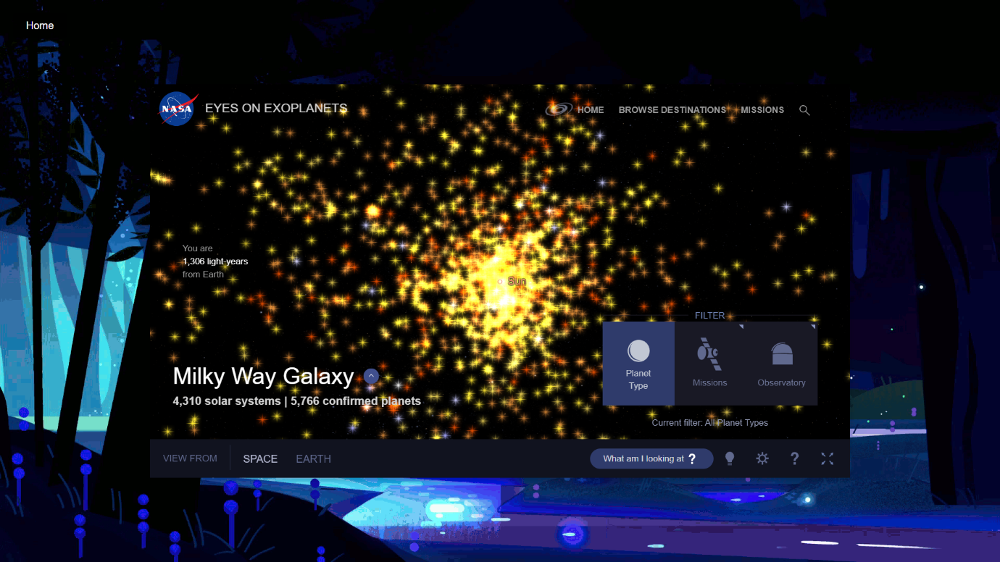 Home
NASA
EYES ON EXOPLANETS
HOME
BROWSE DESTINATIONS
MISSIONS
You are
1,306 light-years
from Earth
Sun
FILTER
Planet
Type
Missions
Observatory
Milky Way Galaxy
4,310 solar systems | 5,766 confirmed planets
Current filter: All Planet Types
VIEW FROM
SPACE
EARTH
What am I looking at ?
?